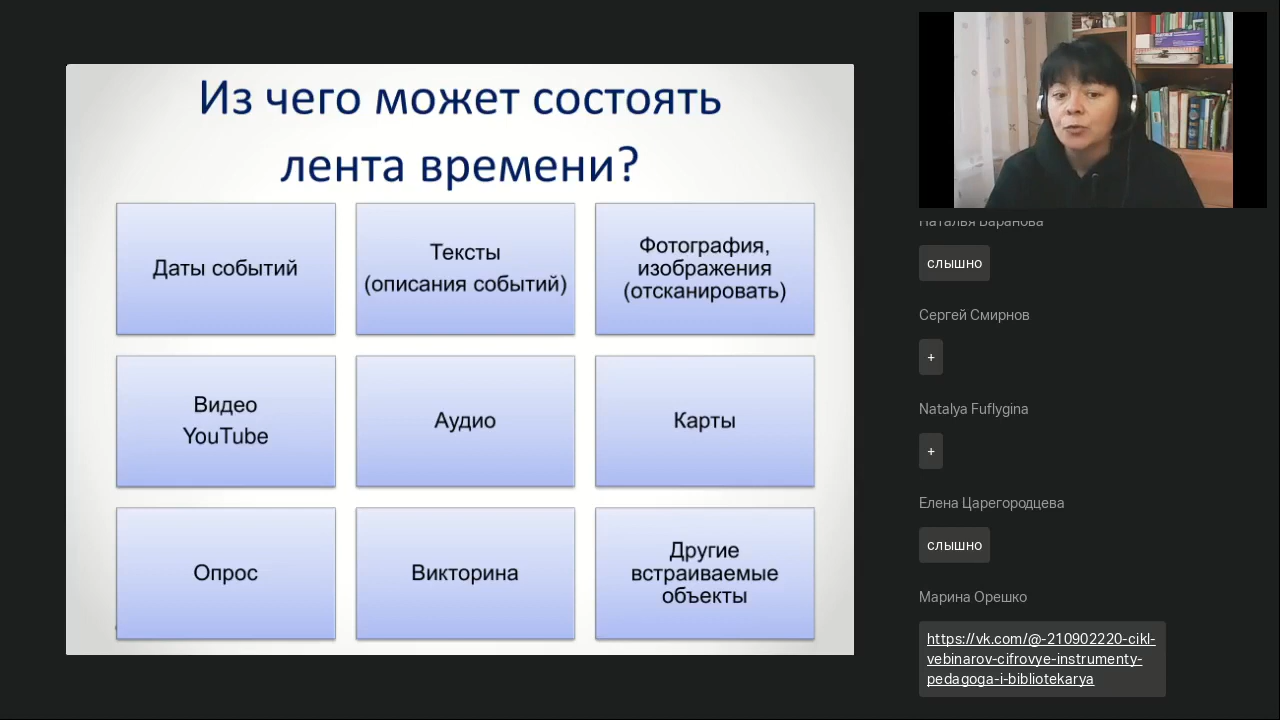 Из чего может состоять
лента времени?
Даты событий
Тексты
(описания событий)
Фотография,
изображения
(отсканировать)
Видео
YouTube
Аудио
Карты
Опрос
Викторина
Другие
встраиваемые
объекты
Наталья Баранова
слышно
Сергей Смирнов
+
Natalya Fuflygina
+
Елена Царегородцева
слышно
Марина Орешко
https://vk.com/@-210902220-cikl-
vebinarov-cifrovye-instrumenty-
pedagoga-i-bibliotekarya